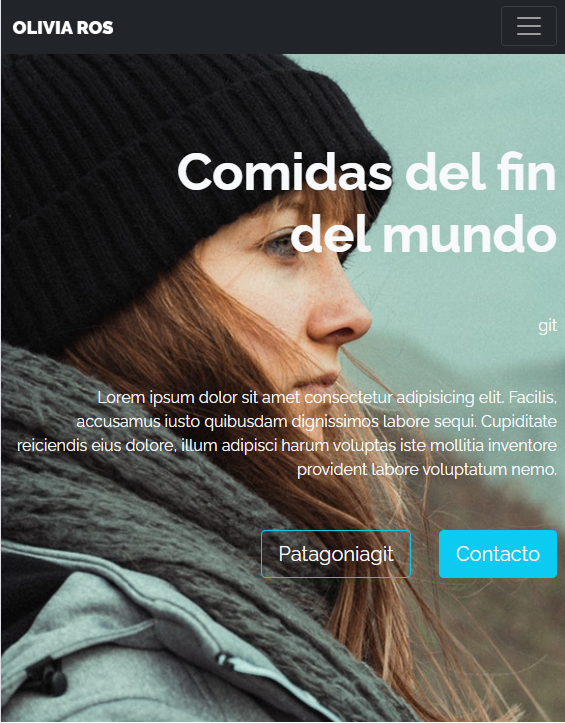 OLIVIA ROS
Comidas del fin
del mundo
git
Lorem ipsum dolor sit amet consectetur adipisicing elit. Facilis,
accusamus iusto quibusdam dignissimos labore sequi. Cupiditate
reiciendis eius dolore, illum adipisci harum voluptas iste mollitia inventore
provident labore voluptatum nemo.
Patagoniagit Contacto